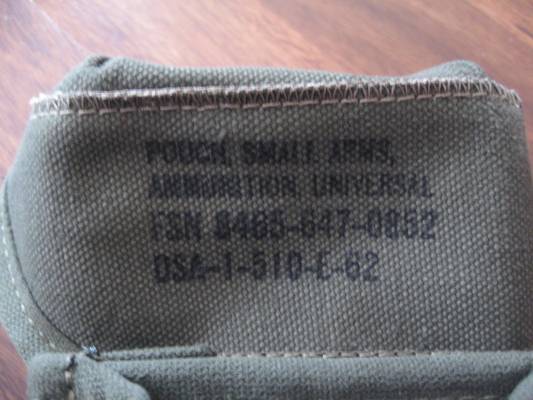 POUCH, SMALL ARMS,
AMMUNITION, UNIVERSAL
FSN 8465-647-0852
DSA-1-510-E-62